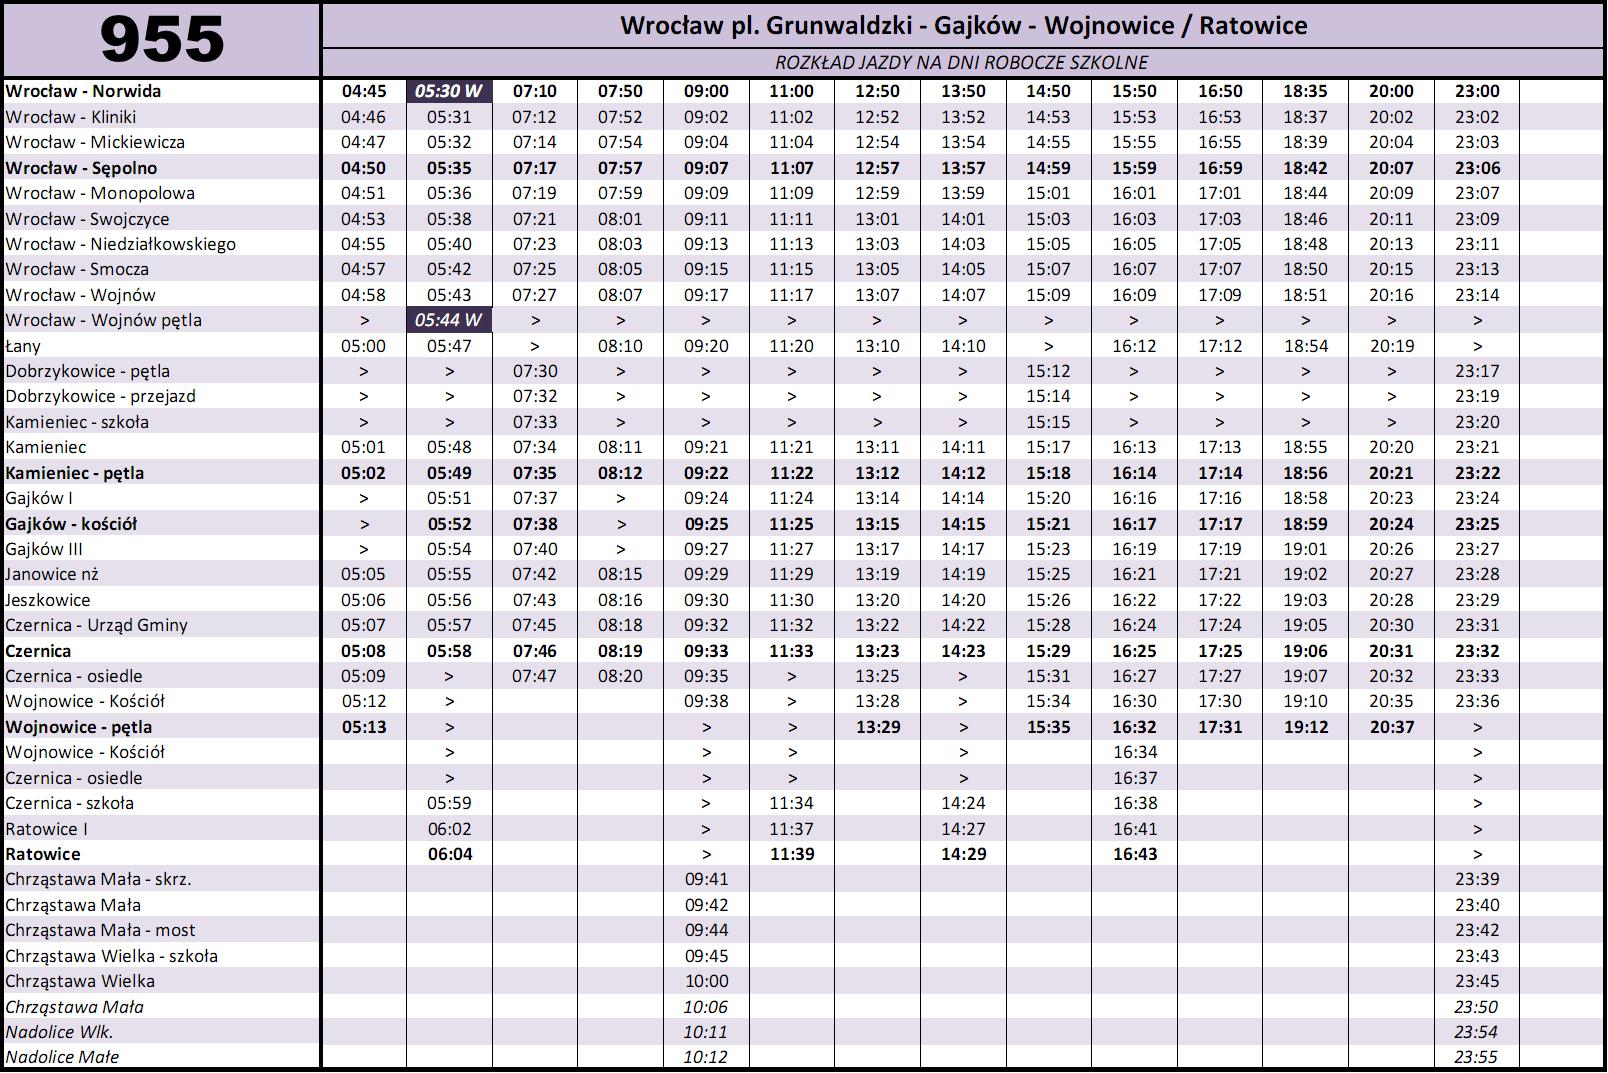 955
Wrocław pl. Grunwaldzki - Gajków - Wojnowice / Ratowice
ROZKŁAD JAZDY NA DNI ROBOCZE SZKOLNE
Wrocław - Norwida 04:45 05:30 W 07:10 07:50 09:00 11:00 12:50 13:50 14:50 15:50 16:50 18:35 20:00 23:00
Wrocław - Kliniki 04:46 05:31 07:12 07:52 09:02 11:02 12:52 13:52 14:53 15:53 16:53 18:37 20:02 23:02
Wrocław - Mickiewicza 04:47 05:32 07:14 07:54 09:04 11:04 12:54 13:54 14:55 15:55 16:55 18:39 20:04 23:03
Wrocław - Sępolno 04:50 05:35 07:17 07:57 09:07 11:07 12:57 13:57 14:59 15:59 16:59 18:42 20:07 23:06
Wrocław - Monopolowa 04:51 05:36 07:19 07:59 09:09 11:09 12:59 13:59 15:01 16:01 17:01 18:44 20:09 23:07
Wrocław - Swojczyce 04:53 05:38 07:21 08:01 09:11 11:11 13:01 14:01 15:03 16:03 17:03 18:46 20:11 23:09
Wrocław - Niedziałkowskiego 04:55 05:40 07:23 08:03 09:13 11:13 13:03 14:03 15:05 16:05 17:05 18:48 20:13 23:11
Wrocław - Smocza 04:57 05:42 07:25 08:05 09:15 11:15 13:05 14:05 15:07 16:07 17:07 18:50 20:15 23:13
Wrocław - Wojnów 04:58 05:43 07:27 08:07 09:17 11:17 13:07 14:07 15:09 16:09 17:09 18:51 20:16 23:14
Wrocław - Wojnów pętla > 05:44 W > > > > > > > > > > > >
Łany 05:00 05:47 > 08:10 09:20 11:20 13:10 14:10 > 16:12 17:12 18:54 20:19 >
Dobrzykowice - pętla > > 07:30 > > > > > 15:12 > > > > 23:17
Dobrzykowice - przejazd > > 07:32 > > > > > 15:14 > > > > 23:19
Kamieniec - szkoła > > 07:33 > > > > > 15:15 > > > > 23:20
Kamieniec 05:01 05:48 07:34 08:11 09:21 11:21 13:11 14:11 15:17 16:13 17:13 18:55 20:20 23:21
Kamieniec - pętla 05:02 05:49 07:35 08:12 09:22 11:22 13:12 14:12 15:18 16:14 17:14 18:56 20:21 23:22
Gajków I > 05:51 07:37 > 09:24 11:24 13:14 14:14 15:20 16:16 17:16 18:58 20:23 23:24
Gajków - kościół > 05:52 07:38 > 09:25 11:25 13:15 14:15 15:21 16:17 17:17 18:59 20:24 23:25
Gajków III > 05:54 07:40 > 09:27 11:27 13:17 14:17 15:23 16:19 17:19 19:01 20:26 23:27
Janowice nż 05:05 05:55 07:42 08:15 09:29 11:29 13:19 14:19 15:25 16:21 17:21 19:02 20:27 23:28
Jeszkowice 05:06 05:56 07:43 08:16 09:30 11:30 13:20 14:20 15:26 16:22 17:22 19:03 20:28 23:29
Czernica - Urząd Gminy 05:07 05:57 07:45 08:18 09:32 11:32 13:22 14:22 15:28 16:24 17:24 19:05 20:30 23:31
Czernica 05:08 05:58 07:46 08:19 09:33 11:33 13:23 14:23 15:29 16:25 17:25 19:06 20:31 23:32
Czernica - osiedle 05:09 > 07:47 08:20 09:35 > 13:25 > 15:31 16:27 17:27 19:07 20:32 23:33
Wojnowice - Kościół 05:12 > 09:38 > 13:28 > 15:34 16:30 17:30 19:10 20:35 23:36
Wojnowice - pętla 05:13 > > > 13:29 > 15:35 16:32 17:31 19:12 20:37 >
Wojnowice - Kościół > > > > 16:34 >
Czernica - osiedle > > > > 16:37 >
Czernica - szkoła 05:59 > 11:34 14:24 16:38 >
Ratowice I 06:02 > 11:37 14:27 16:41 >
Ratowice 06:04 > 11:39 14:29 16:43 >
Chrząstawa Mała - skrz. 09:41 23:39
Chrząstawa Mała 09:42 23:40
Chrząstawa Mała - most 09:44 23:42
Chrząstawa Wielka - szkoła 09:45 23:43
Chrząstawa Wielka 10:00 23:45
Chrząstawa Mała 10:06 23:50
Nadolice Wlk. 10:11 23:54
Nadolice Małe 10:12 23:55